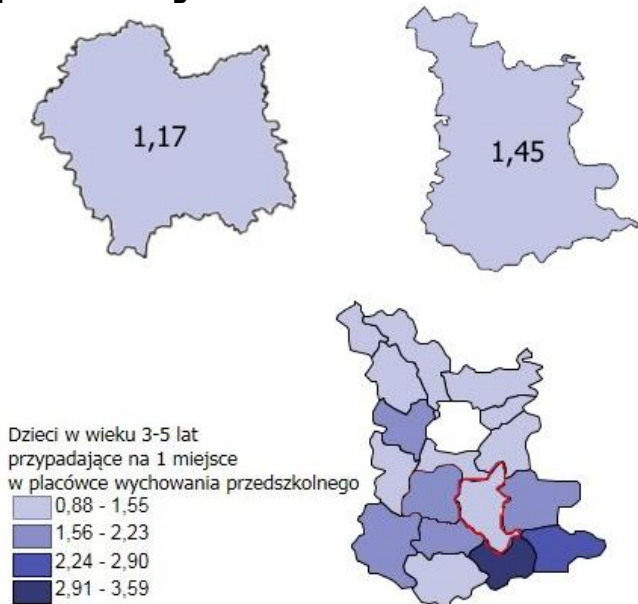 1,17
1,45
Dzieci w wieku 3-5 lat
przypadające na 1 miejsce
w placówce wychowania przedszkolnego
0,88 - 1,55
1,56 - 2,23
2,24 - 2,90
2,91 - 3,59